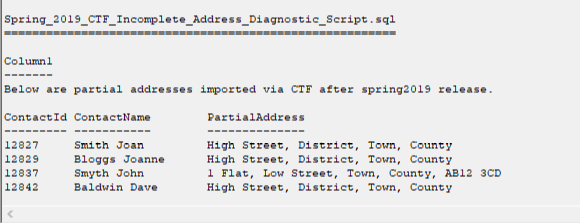 Spring_2019_CTF_Incomplete_Address_Diagnostic_Script.sql
========================================================
Column1
-------
Below are partial addresses imported via CTF after spring2019 release.
ContactId ContactName PartialAddress
--------- ----------- --------------
12827 Smith Joan High Street, District, Town, County
12829 Bloggs Joanne High Street, District, Town, County
12837 Smyth John 1 Flat, Low Street, Town, County, AB12 3CD
12842 Baldwin Dave High Street, District, Town, County